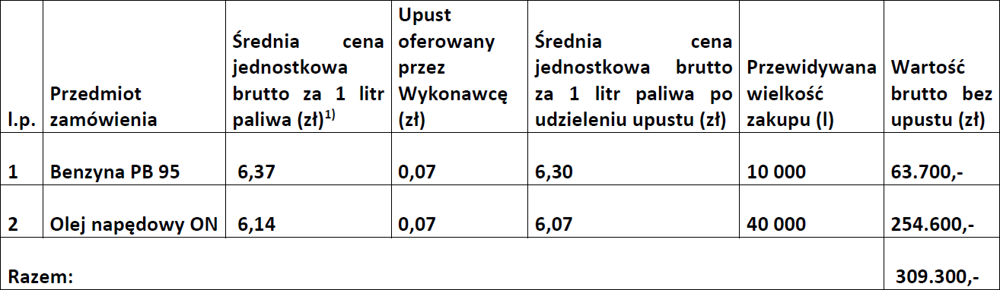 l.p.
Przedmiot
zamówienia
Średnia cena
jednostkowa
brutto za 1 litr
paliwa (zł)1)
Upust
oferowany
przez
Wykonawcę
(zł)
Średnia cena
jednostkowa brutto
za 1 litr paliwa po
udzieleniu upustu (zł)
Przewidywana
wielkość
zakupu (l)
Wartość
brutto bez
upustu (zł)
1 Benzyna PB 95 6,37 0,07 6,30 10 000 63.700,-
2 Olej napędowy ON 6,14 0,07 6,07 40 000 254.600,-
Razem: 309.300,-